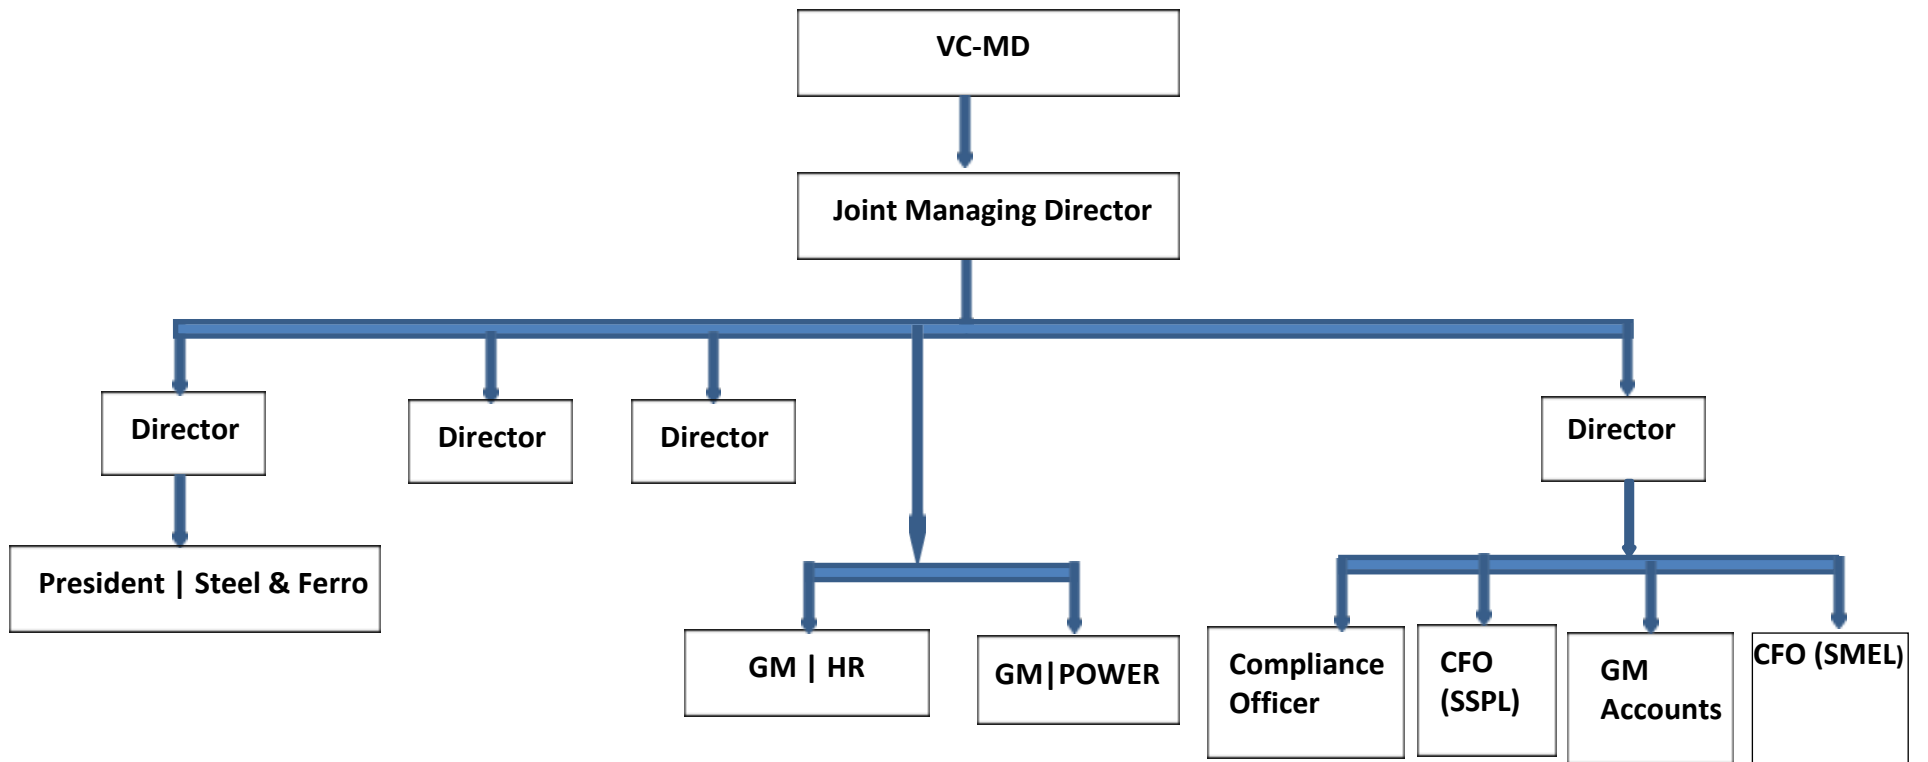 VC-MD
Joint Managing Director
Director
Director
Director
Director
President | Steel & Ferro
GM | HR
GM|POWER
Compliance
Officer
CFO
(SSPL)
GM
Accounts
CFO (SMEL)